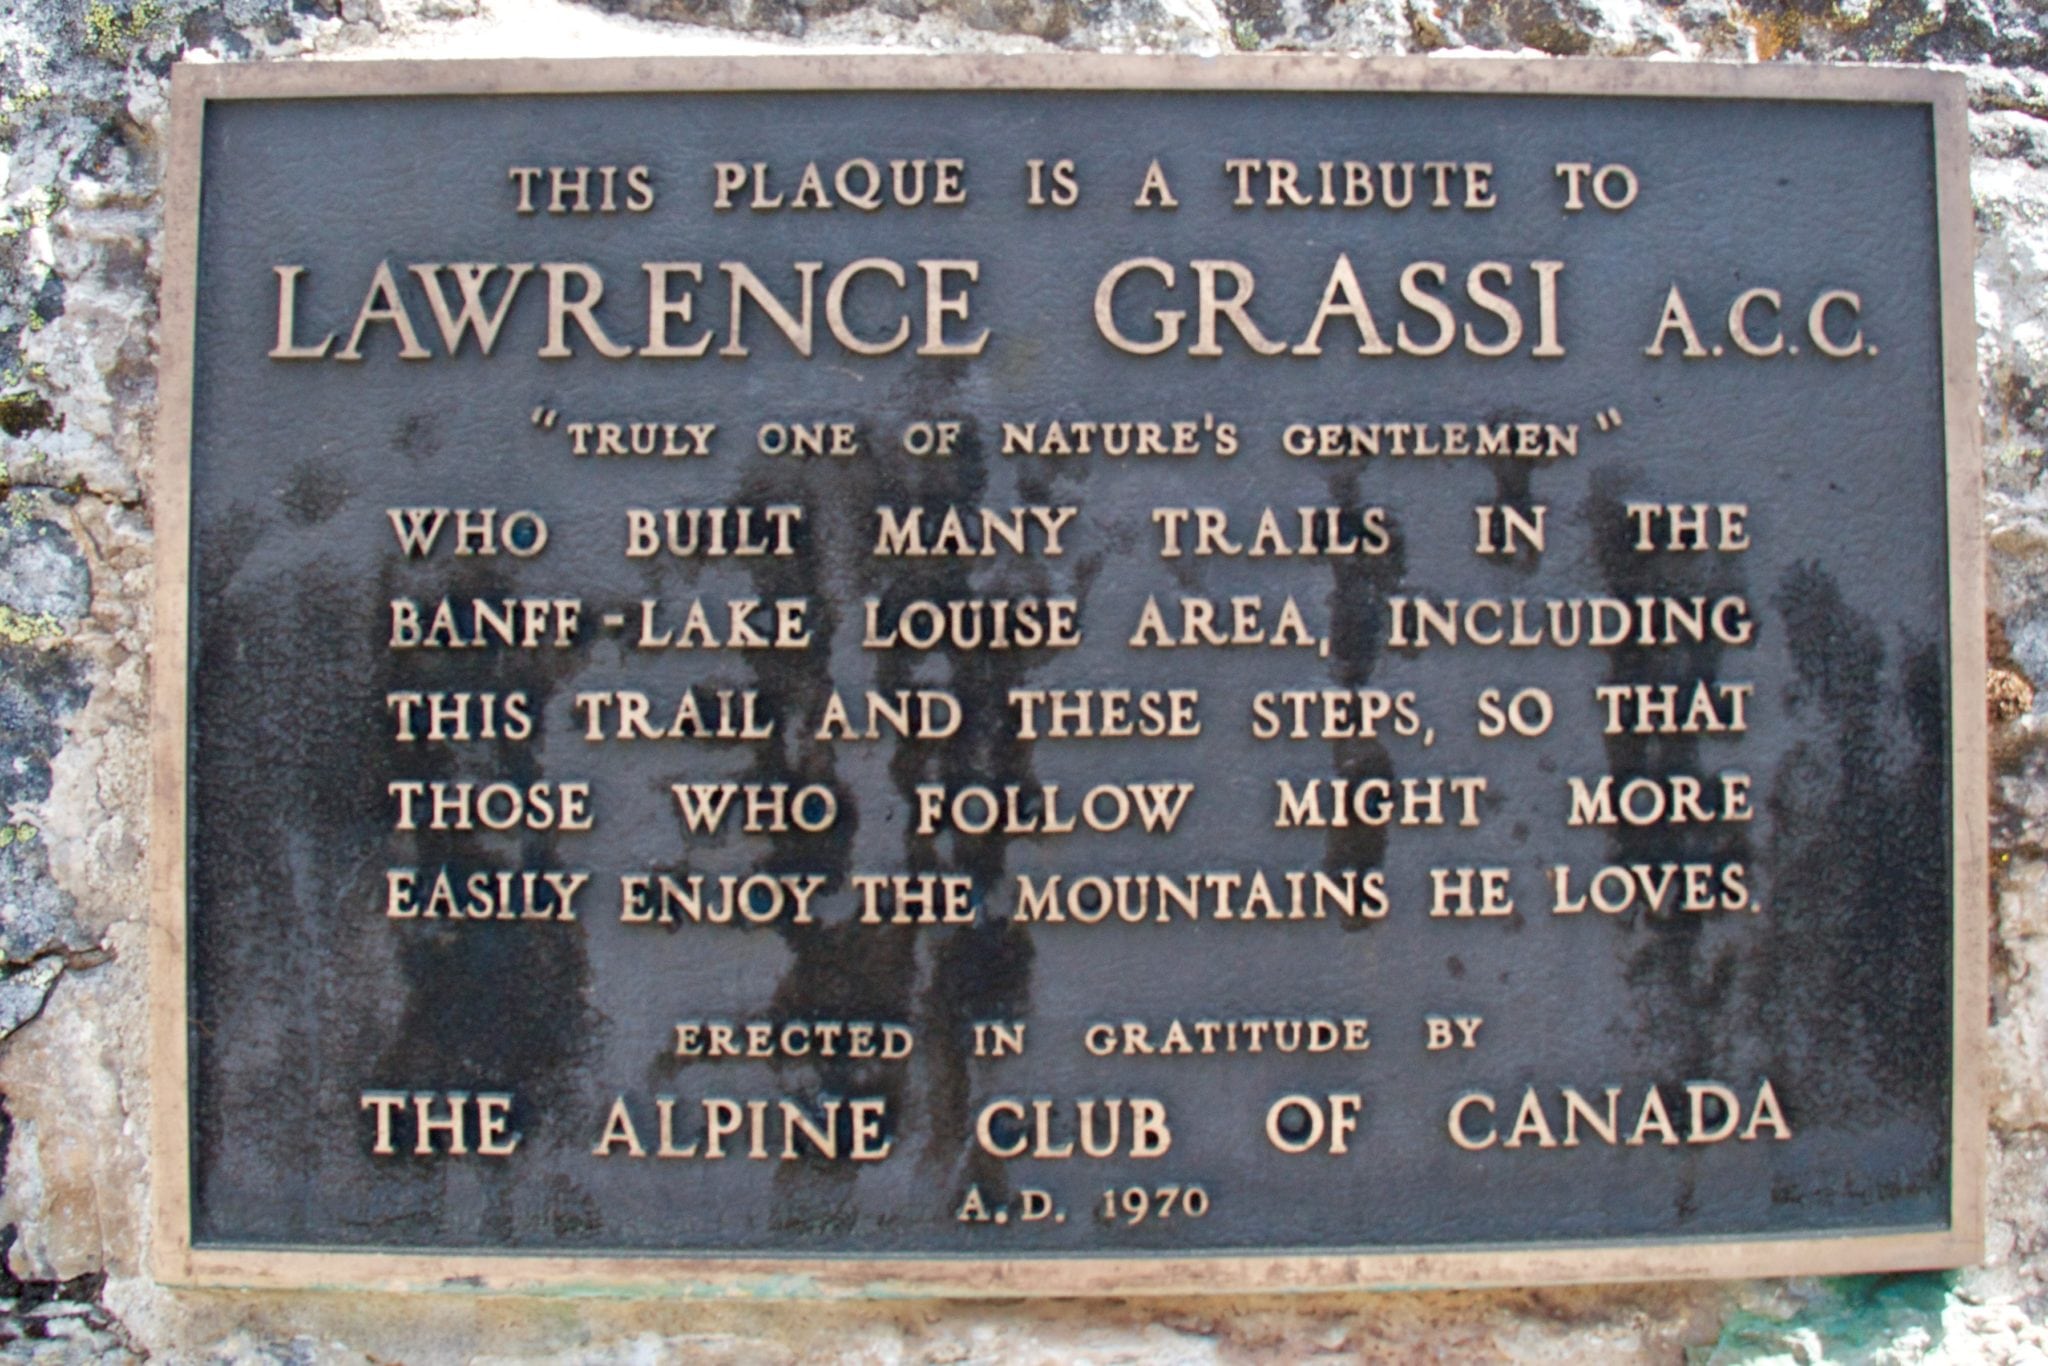 THIS PLAQUE IS A TRIBUTE TO
LAWRENCE GRASSI A.C.C.
"TRULY ONE OF NATURE'S GENTLEMEN"
WHO BUILT MANY TRAILS IN THE
BANFF-LAKE LOUISE AREA, INCLUDING
THIS TRAIL AND THESE STEPS, SO THAT
THOSE WHO FOLLOW MIGHT MORE
EASILY ENJOY THE MOUNTAINS HE LOVES.
ERECTED IN GRATITUDE BY
THE ALPINE CLUB OF CANADA
A.D. 1970